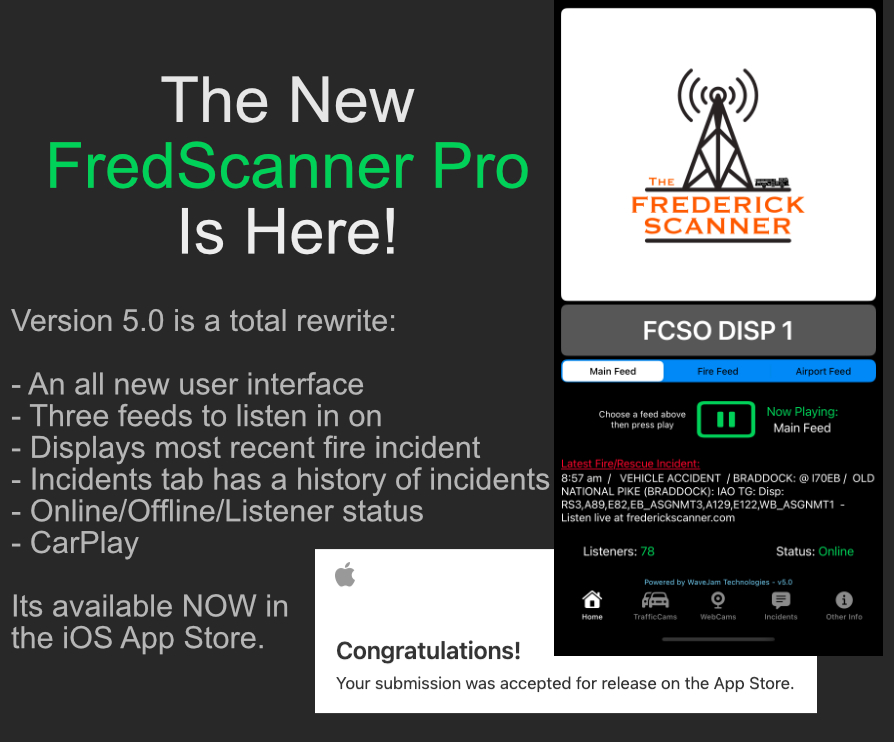 The New
FredScanner Pro
Is Here!
Version 5.0 is a total rewrite:
- An all new user interface
- Three feeds to listen in on
- Displays most recent fire incident
- Incidents tab has a history of incidents
- Online/Offline/Listener status
- CarPlay
Its available NOW in
the iOS App Store.
Congratulations!
Your submission was accepted for release on the App Store.
THE
FREDERICK
SCANNER
FCSO DISP 1
Main Feed Fire Feed Airport Feed
Choose a feed above
then press play
Now Playing:
Main Feed
Latest Fire/Rescue Incident:
8:57 am / VEHICLE ACCIDENT / BRADDOCK: @ I70EB / OLD
NATIONAL PIKE (BRADDOCK): IAO TG: Disp:
RS3,A89,E82,EB_ASGNMT3,A129,E122,WB_ASGNMT1 -
Listen live at frederickscanner.com
Listeners: 78 Status: Online
Powered by WaveJam Technologies - v5.0
Home TrafficCams WebCams Incidents Other Info